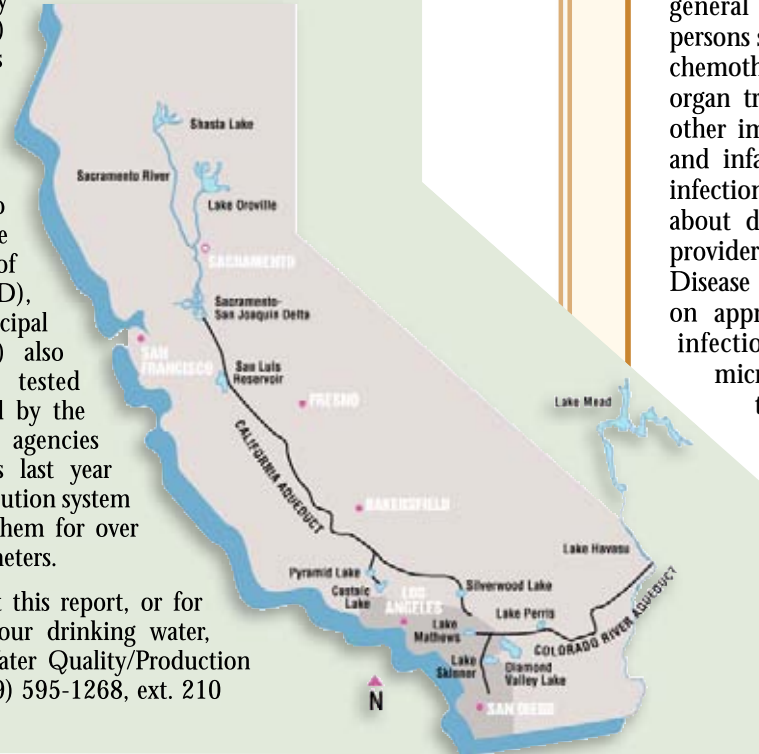 y
)
s
o
e
of
D),
cipal
) also
tested
d by the
agencies
s last year
ution system
hem for over
neters.
t this report, or for
our drinking water,
ater Quality/Production
9) 595-1268, ext. 210
Shasta Lake
Sacramento River
Lake Oroville
SACRAMENTO
Sacramento-
San Joaquin Delta
SAN
FRANCISCO
San Luis
Reservoir
FRESNO
CALIFORNIA AQUEDUCT
BAKERSFIELD
Lake Mead
Lake Havasu
Pyramid Lake
Castaic
Lake
LOS
ANGELES
Silverwood Lake
Lake Perris
Lake
Mathews
COLORADO RIVER AQUEDUCT
Lake
Skinner
Diamond
Valley Lake
SAN DIEGO
N
general
persons s
chemoth
organ tr
other im
and infa
infection
about d
provider
Disease
on appr
infectio
micr
t